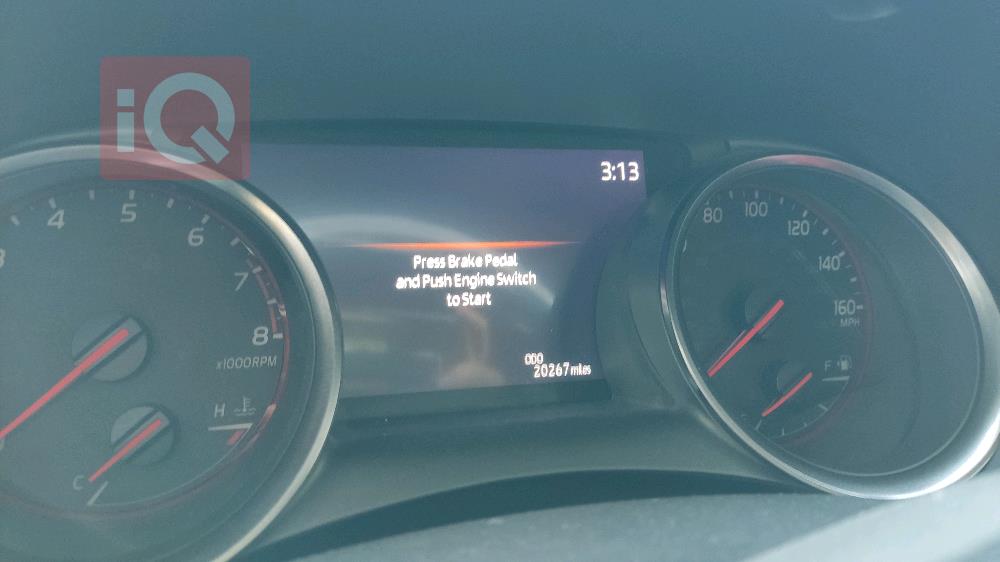 iQ
3:13
Press Brake Pedal
and Push Engine Switch
to Start
ODO
20267 miles
4
5
6
7
8
x1000RPM
H
C
80
100
120
140
160
MPH
F